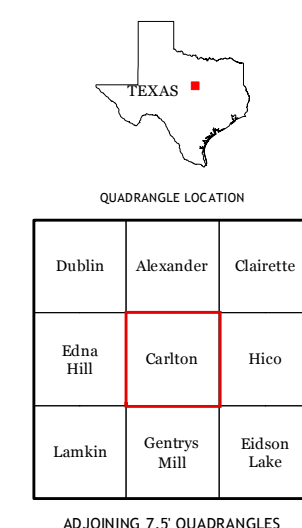 TEXAS
QUADRANGLE LOCATION
Dublin Alexander Clairette
Edna
Hill
Carlton Hico
Lamkin
Gentrys
Mill
Eidson
Lake
ADJOINING 7.5' QUADRANGLES